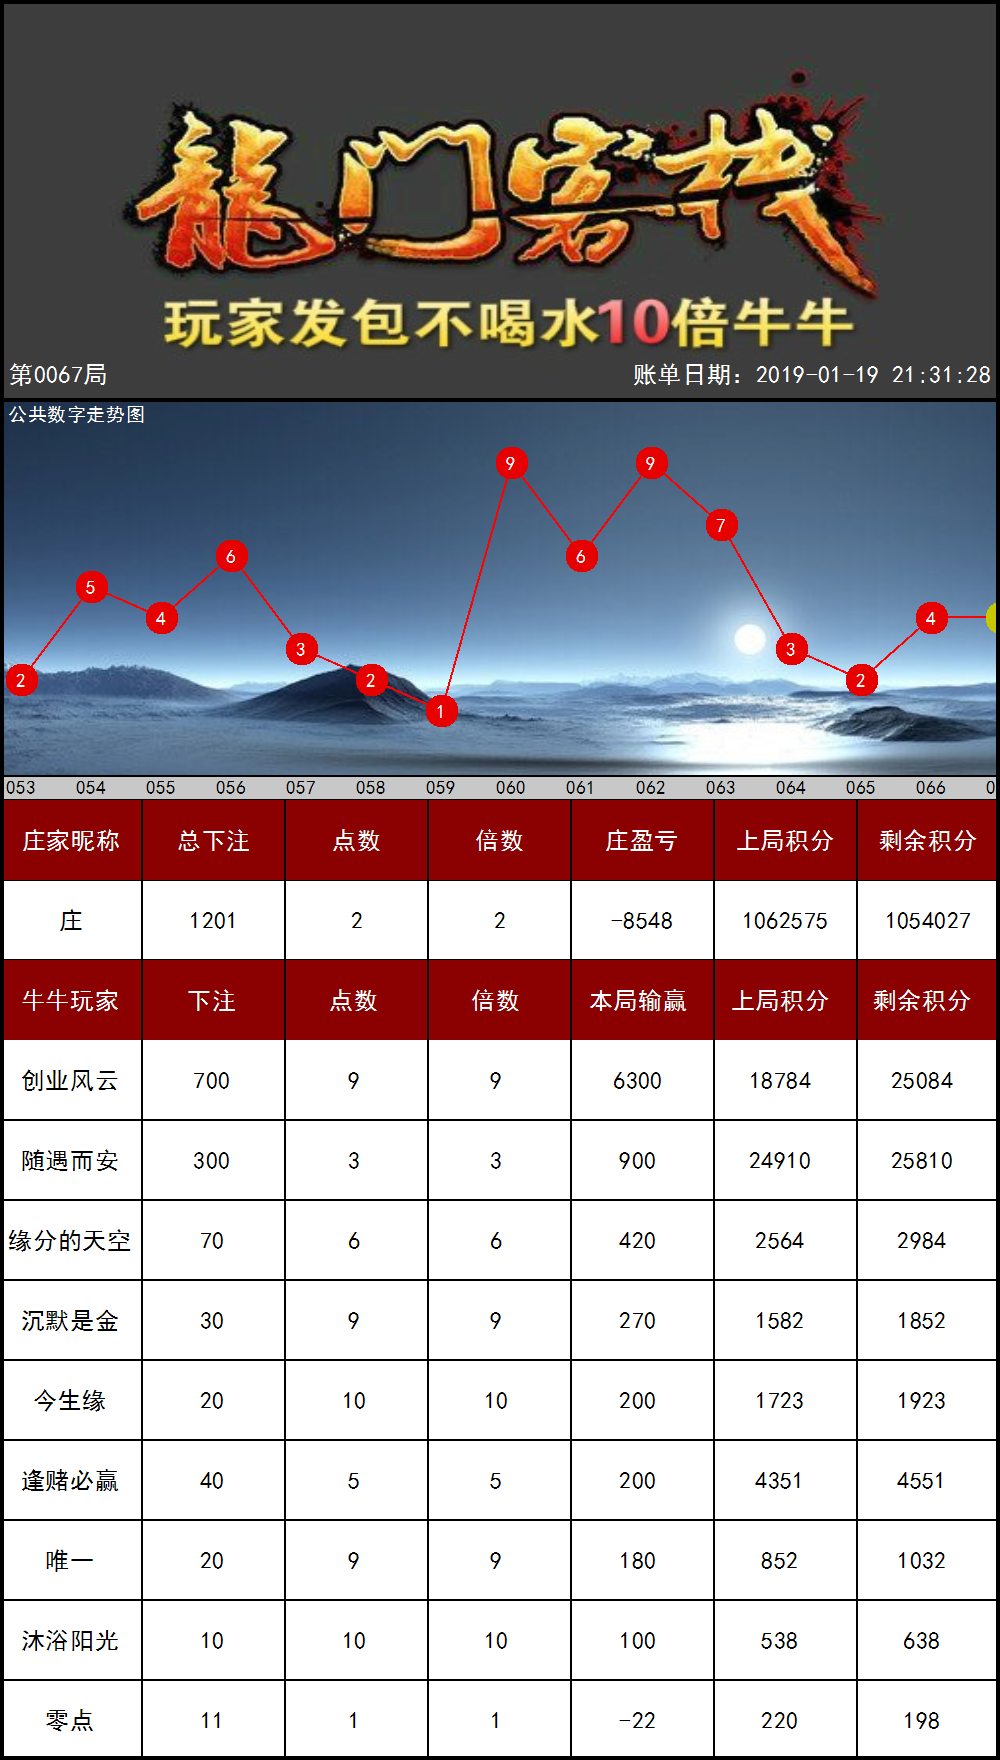 龍门客栈
玩家发包不喝水10倍牛牛
第0067局 账单日期：2019-01-19 21:31:28
公共数字走势图
2 5 4 6 3 2 1 9 6 9 7 3 2 4
053 054 055 056 057 058 059 060 061 062 063 064 065 066 0
庄家昵称 总下注 点数 倍数 庄盈亏 上局积分 剩余积分
庄 1201 2 2 -8548 1062575 1054027
牛牛玩家 下注 点数 倍数 本局输赢 上局积分 剩余积分
创业风云 700 9 9 6300 18784 25084
随遇而安 300 3 3 900 24910 25810
缘分的天空 70 6 6 420 2564 2984
沉默是金 30 9 9 270 1582 1852
今生缘 20 10 10 200 1723 1923
逢赌必赢 40 5 5 200 4351 4551
唯一 20 9 9 180 852 1032
沐浴阳光 10 10 10 100 538 638
零点 11 1 1 -22 220 198